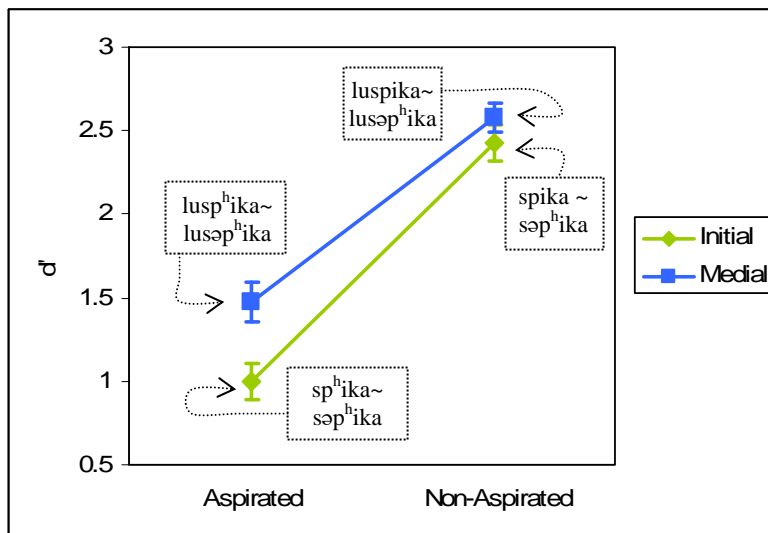 3
luspika~
lusəpʰika
2.5
spika ~
səpʰika
luspʰika~
lusəpʰika
2
Initial
Medial
d'
1.5
1
spʰika~
səpʰika
0.5
Aspirated
Non-Aspirated